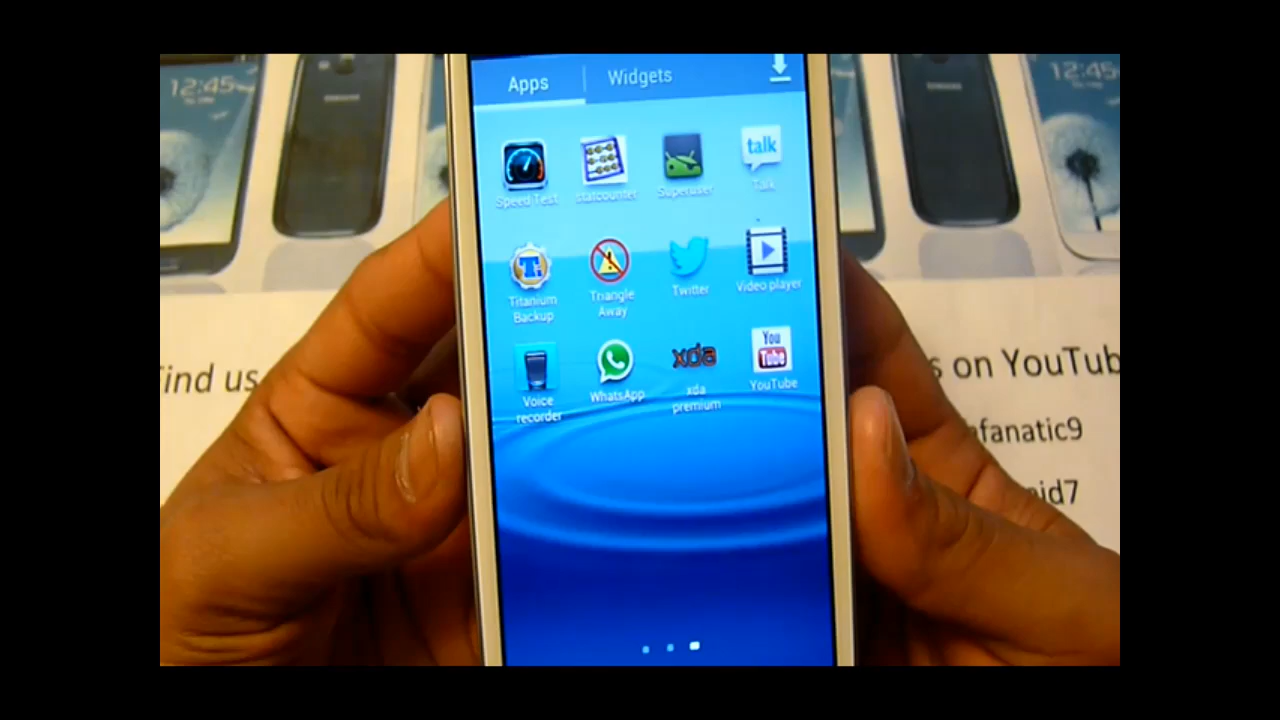 12:45
12:45
Apps Widgets
talk
Speed Test statcounter Superuser Talk
Titanium Backup Triangle Away Twitter Video player
You Tube
xda
Voice recorder WhatsApp xda premium YouTube
ind us
s on YouTub
fanatic9
id7